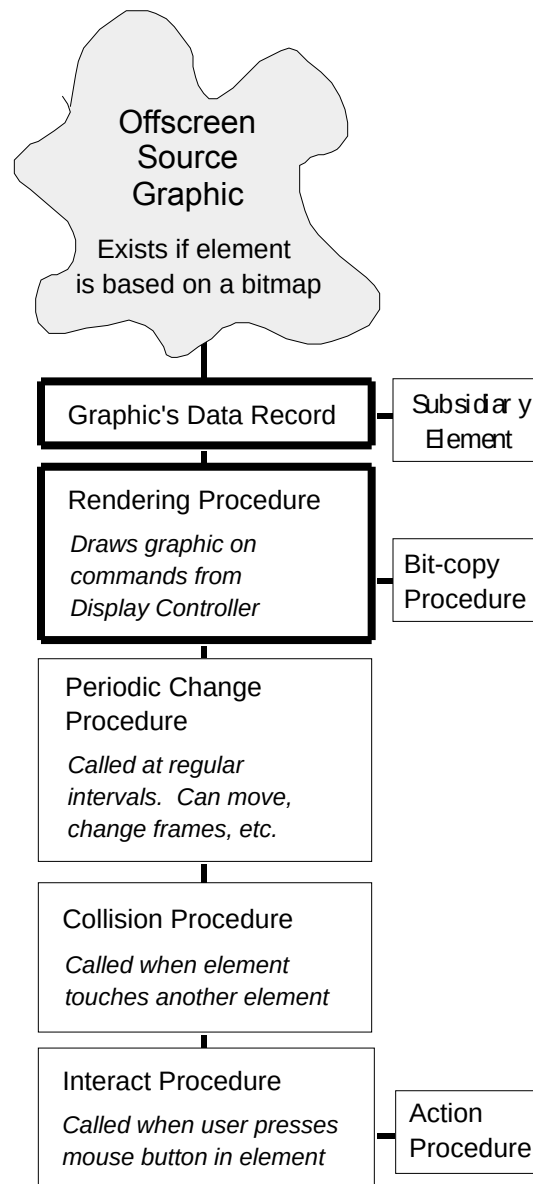 Offscreen
Source
Graphic
Exists if element
is based on a bitmap
Graphic's Data Record
Subsidiary
Element
Rendering Procedure
Draws graphic on
commands from
Display Controller
Bit-copy
Procedure
Periodic Change
Procedure
Called at regular
intervals.  Can move,
change frames, etc.
Collision Procedure
Called when element
touches another element
Interact Procedure
Called when user presses
mouse button in element
Action
Procedure